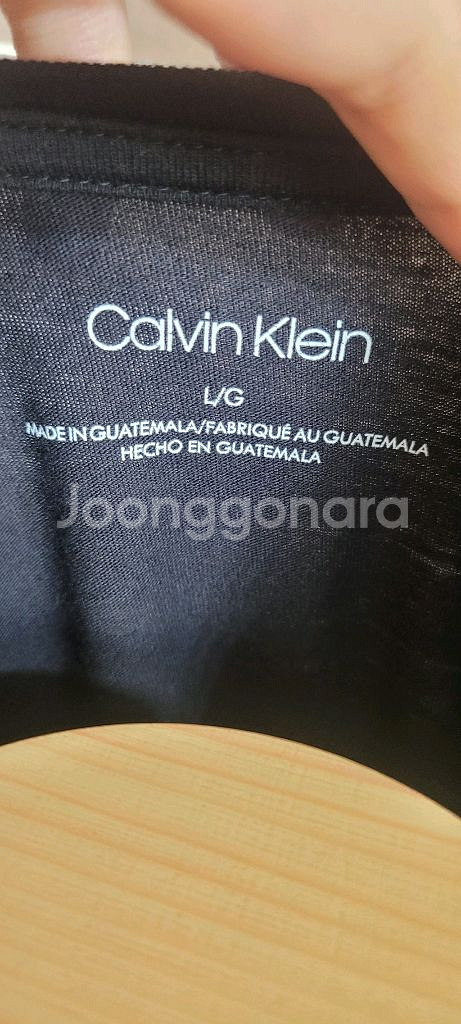 Calvin Klein
L/G
MADE IN GUATEMALA/FABRIQUÉ AU GUATEMALA
HECHO EN GUATEMALA
Joonggonara